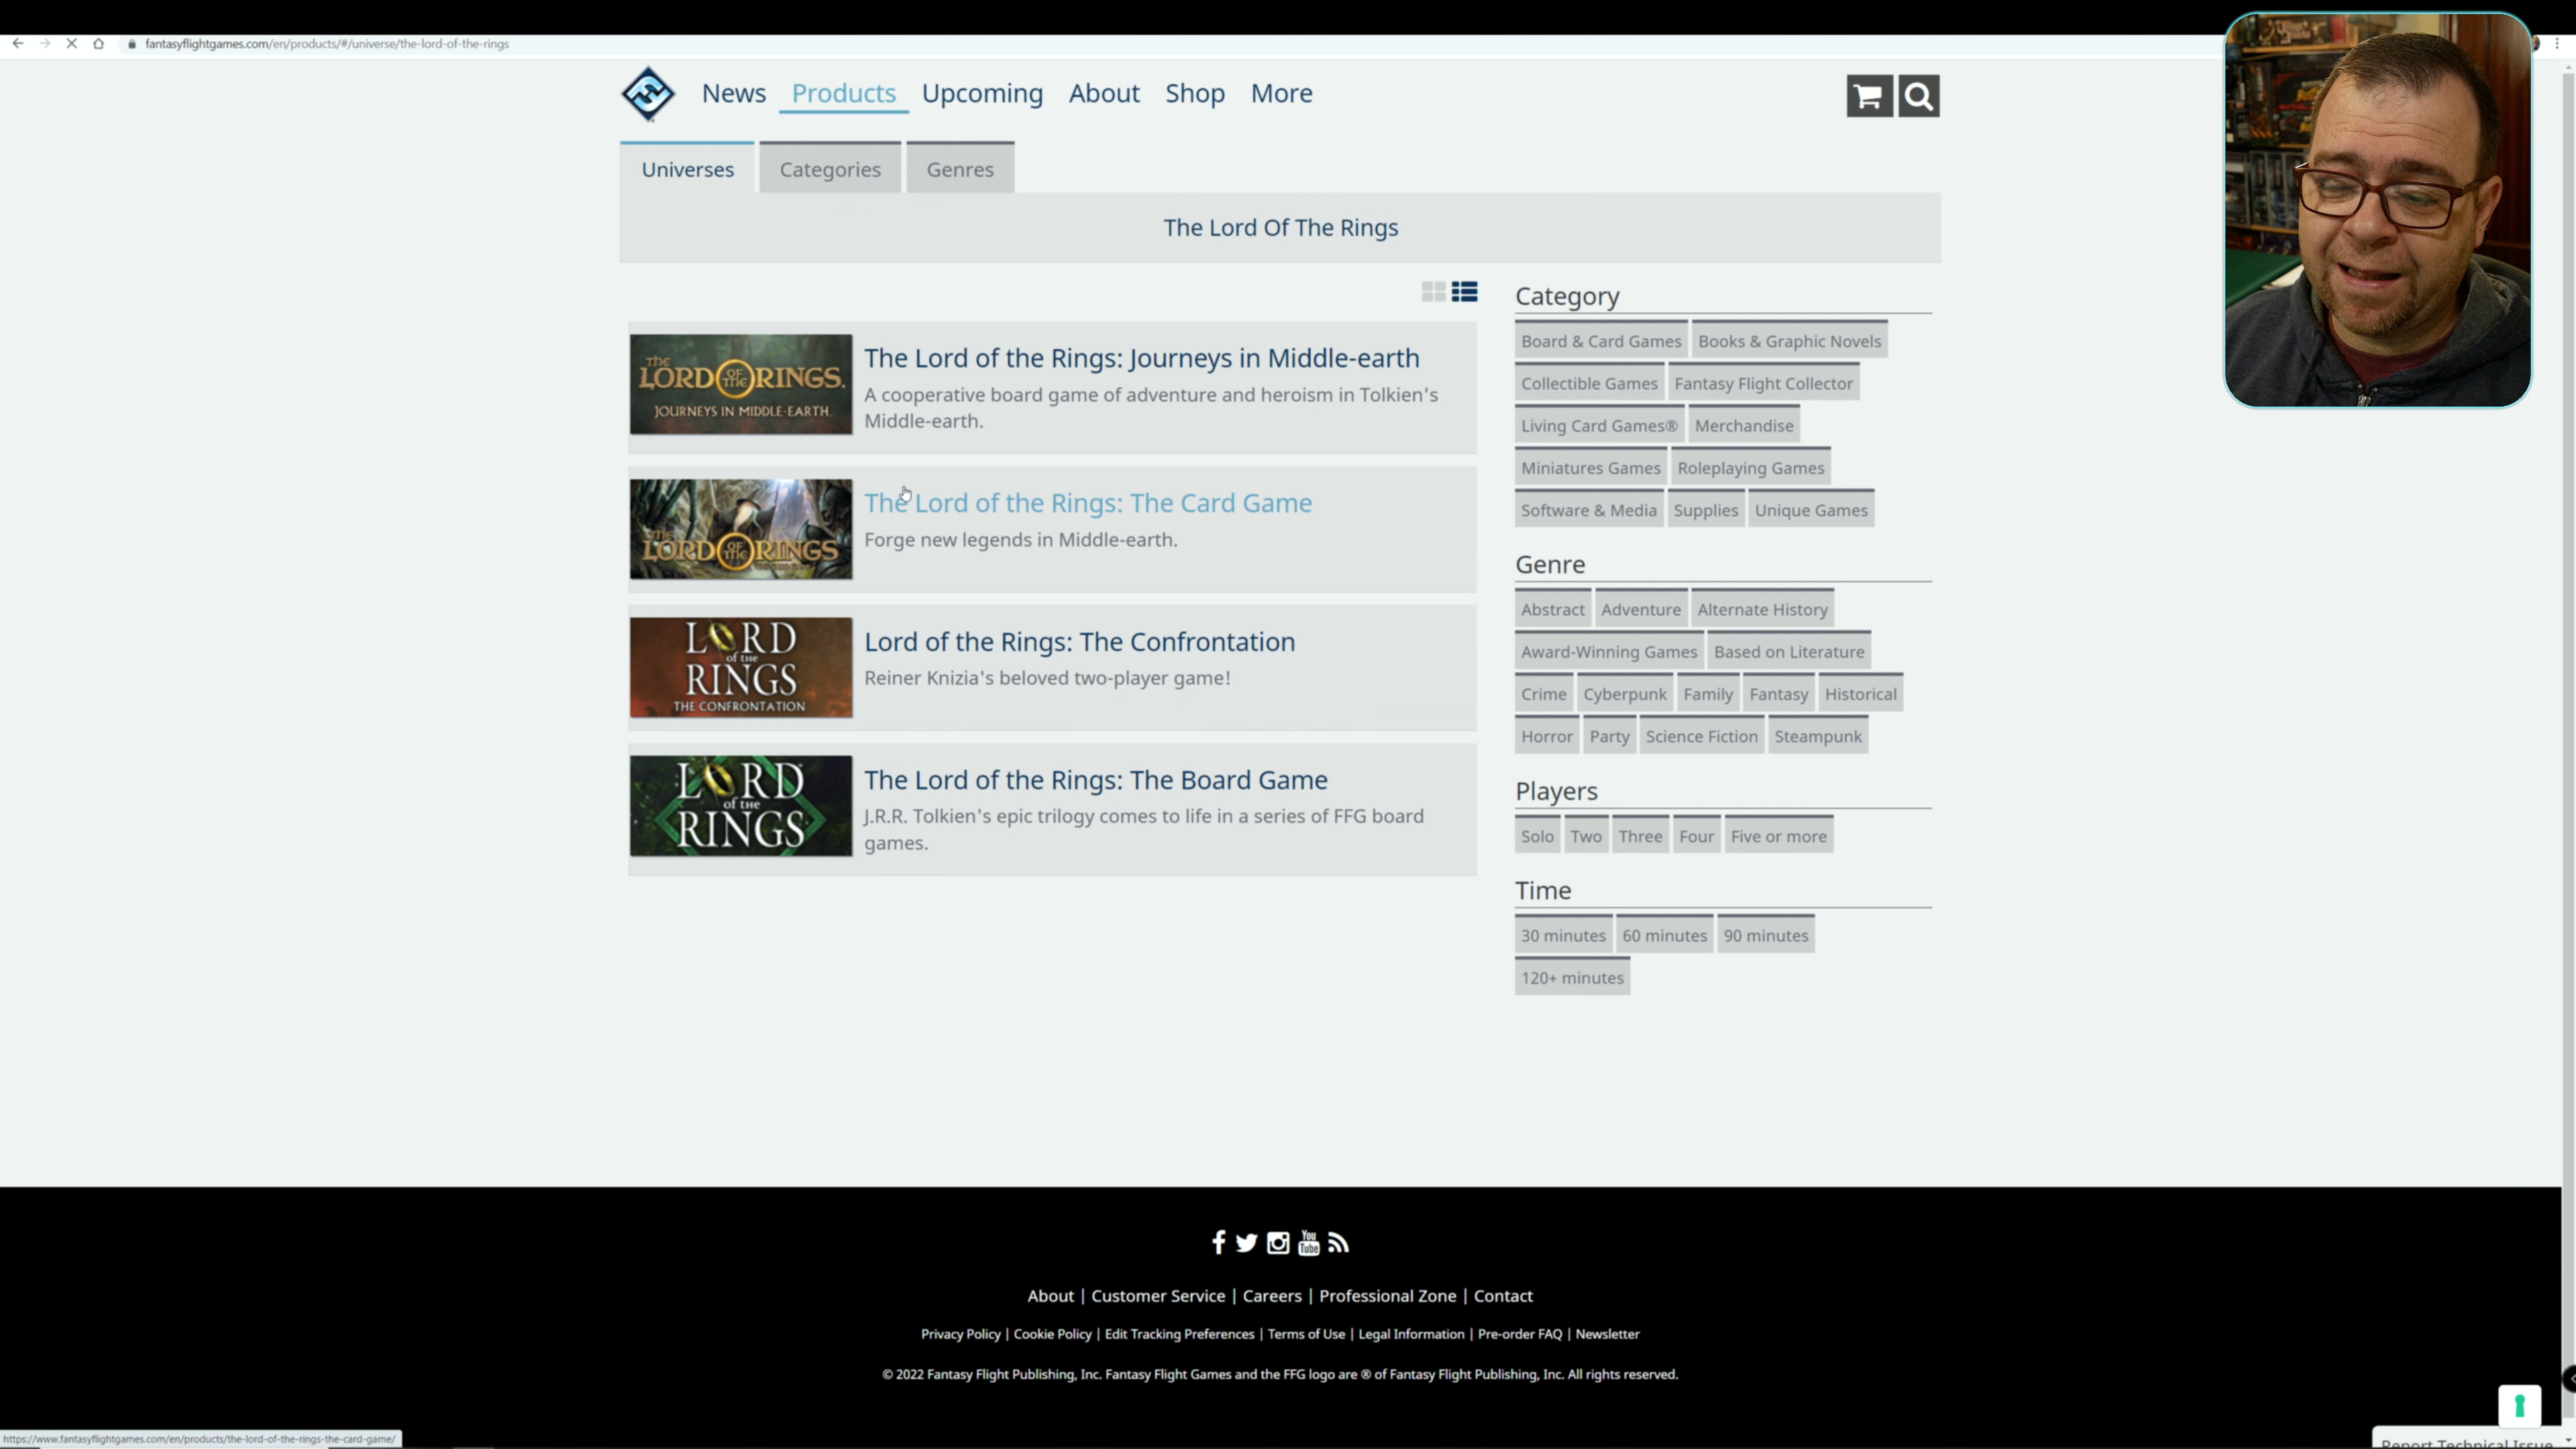 fantasyflightgames.com/en/products/#/universe/the-lord-of-the-rings
News Products Upcoming About Shop More
Universes Categories Genres
The Lord Of The Rings
THE LORD OF THE RINGS.
JOURNEYS IN MIDDLE-EARTH
The Lord of the Rings: Journeys in Middle-earth
A cooperative board game of adventure and heroism in Tolkien's
Middle-earth.
THE LORD OF THE RINGS
The Lord of the Rings: The Card Game
Forge new legends in Middle-earth.
LORD
of the
RINGS
THE CONFRONTATION
Lord of the Rings: The Confrontation
Reiner Knizia's beloved two-player game!
LORD
of the
RINGS
The Lord of the Rings: The Board Game
J.R.R. Tolkien's epic trilogy comes to life in a series of FFG board
games.
Category
Board & Card Games Books & Graphic Novels
Collectible Games Fantasy Flight Collector
Living Card Games® Merchandise
Miniatures Games Roleplaying Games
Software & Media Supplies Unique Games
Genre
Abstract Adventure Alternate History
Award-Winning Games Based on Literature
Crime Cyberpunk Family Fantasy Historical
Horror Party Science Fiction Steampunk
Players
Solo Two Three Four Five or more
Time
30 minutes 60 minutes 90 minutes
120+ minutes
You
Tube
About | Customer Service | Careers | Professional Zone | Contact
Privacy Policy | Cookie Policy | Edit Tracking Preferences | Terms of Use | Legal Information | Pre-order FAQ | Newsletter
© 2022 Fantasy Flight Publishing, Inc. Fantasy Flight Games and the FFG logo are ® of Fantasy Flight Publishing, Inc. All rights reserved.
https://www.fantasyflightgames.com/en/products/the-lord-of-the-rings-the-card-game/
Report Technical Issue